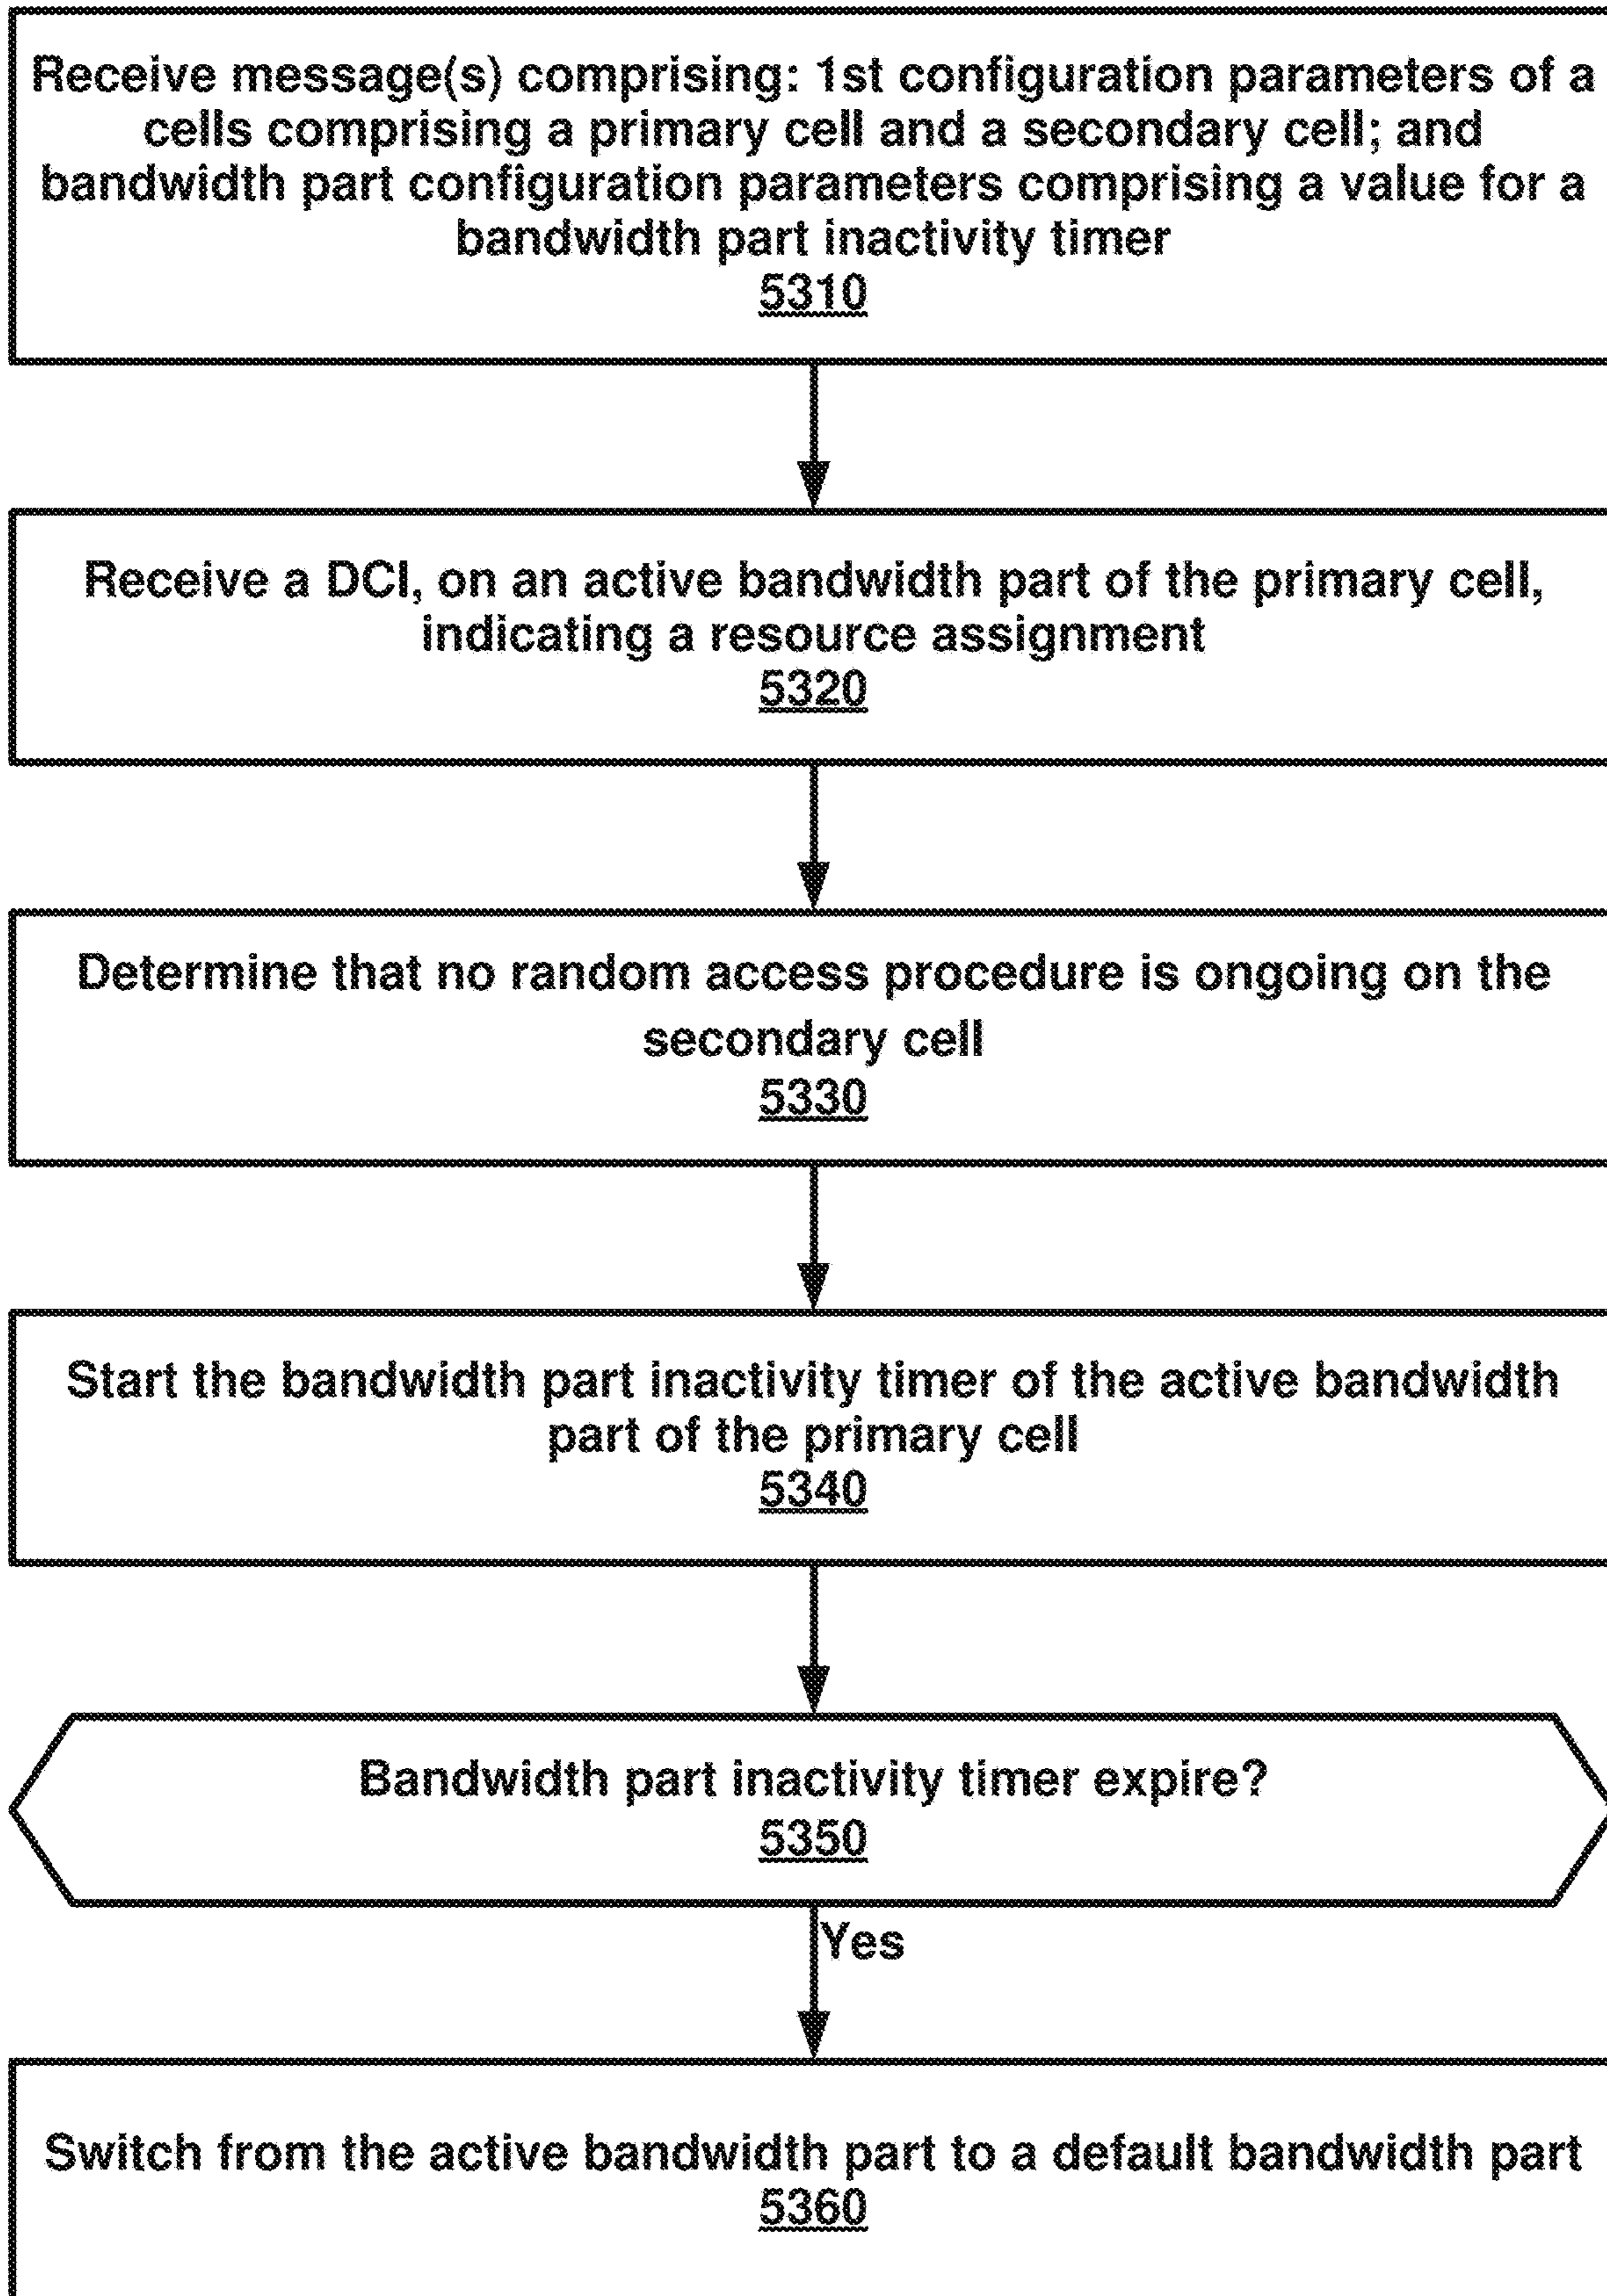 Receive message(s) comprising: 1st configuration parameters of a
cells comprising a primary cell and a secondary cell; and
bandwidth part configuration parameters comprising a value for a
bandwidth part inactivity timer
5310
Receive a DCI, on an active bandwidth part of the primary cell,
indicating a resource assignment
5320
Determine that no random access procedure is ongoing on the
secondary cell
5330
Start the bandwidth part inactivity timer of the active bandwidth
part of the primary cell
5340
Bandwidth part inactivity timer expire?
5350
Yes
Switch from the active bandwidth part to a default bandwidth part
5360